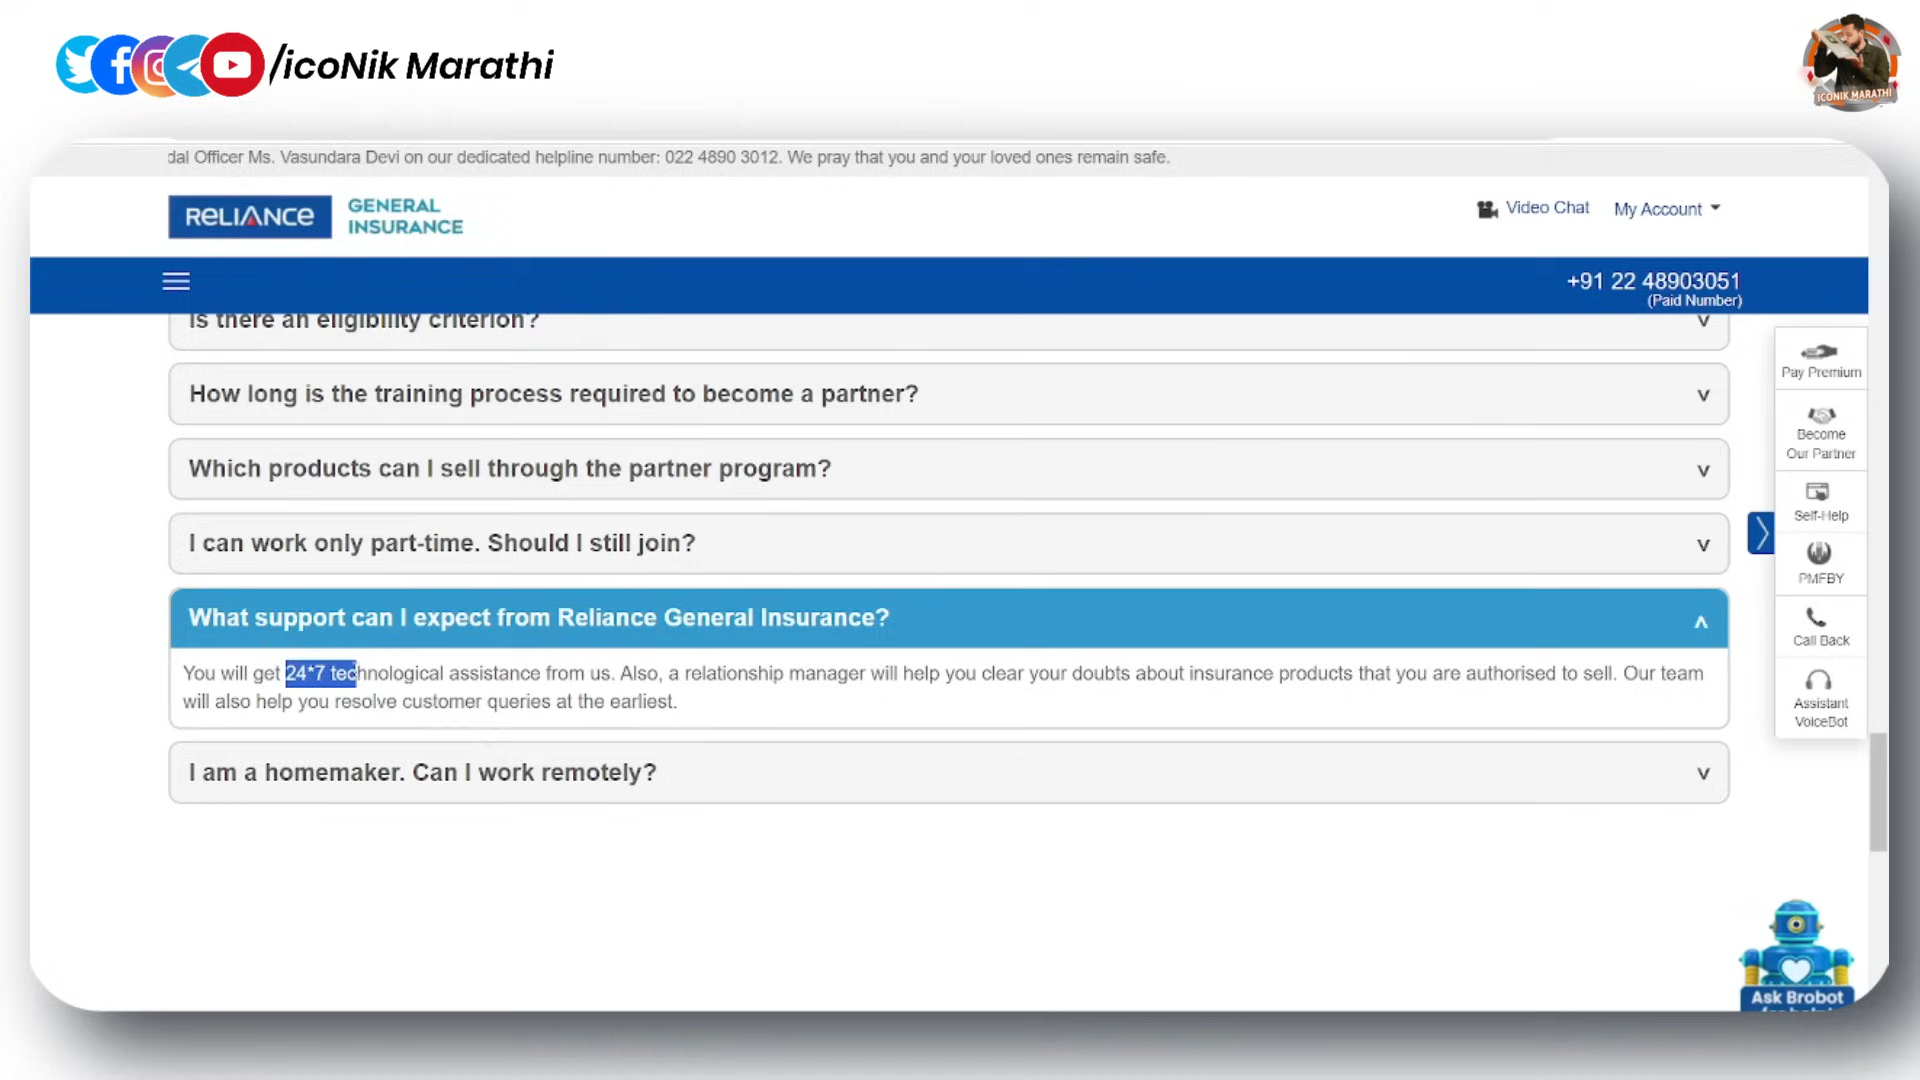 /icoNik Marathi
ICONIK MARATHI
dal Officer Ms. Vasundara Devi on our dedicated helpline number: 022 4890 3012. We pray that you and your loved ones remain safe.
RELIANCE GENERAL INSURANCE
Video Chat My Account
+91 22 48903051
(Paid Number)
Is there an eligibility criterion?
How long is the training process required to become a partner?
Which products can I sell through the partner program?
I can work only part-time. Should I still join?
What support can I expect from Reliance General Insurance?
You will get 24*7 technological assistance from us. Also, a relationship manager will help you clear your doubts about insurance products that you are authorised to sell. Our team
will also help you resolve customer queries at the earliest.
I am a homemaker. Can I work remotely?
Pay Premium
Become
Our Partner
Self-Help
PMFBY
Call Back
Assistant
VoiceBot
Ask Brobot